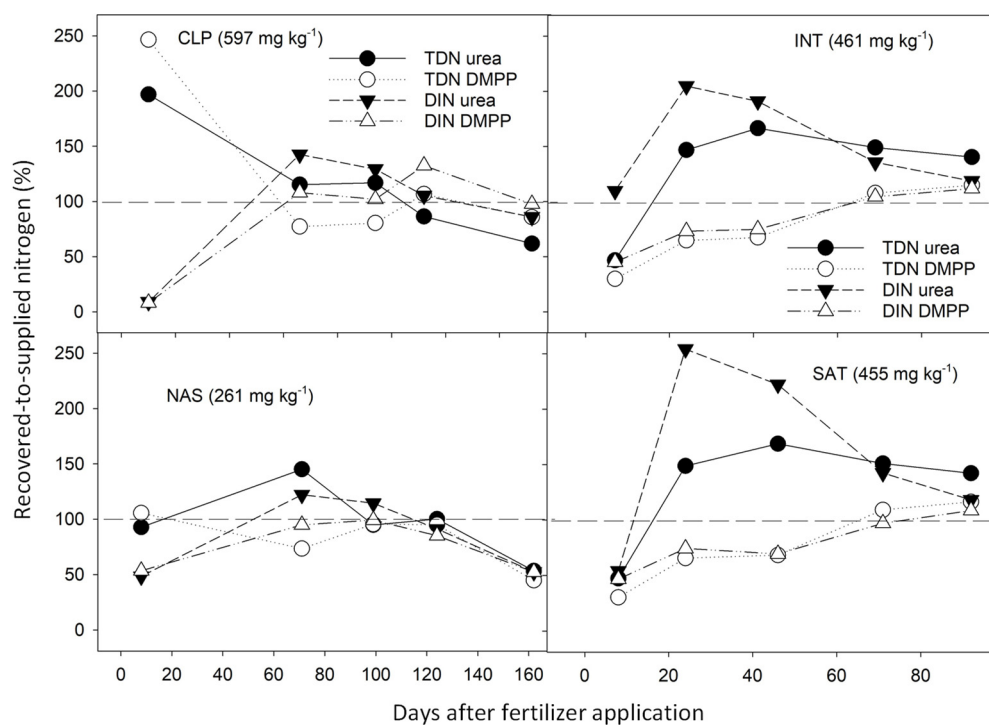 Recovered-to-supplied nitrogen (%)
250
200
150
100
50
0
CLP (597 mg kg⁻¹)
TDN urea
TDN DMPP
DIN urea
DIN DMPP
INT (461 mg kg⁻¹)
TDN urea
TDN DMPP
DIN urea
DIN DMPP
250
200
150
100
50
0
NAS (261 mg kg⁻¹)
SAT (455 mg kg⁻¹)
0 20 40 60 80 100 120 140 160
0 20 40 60 80
Days after fertilizer application